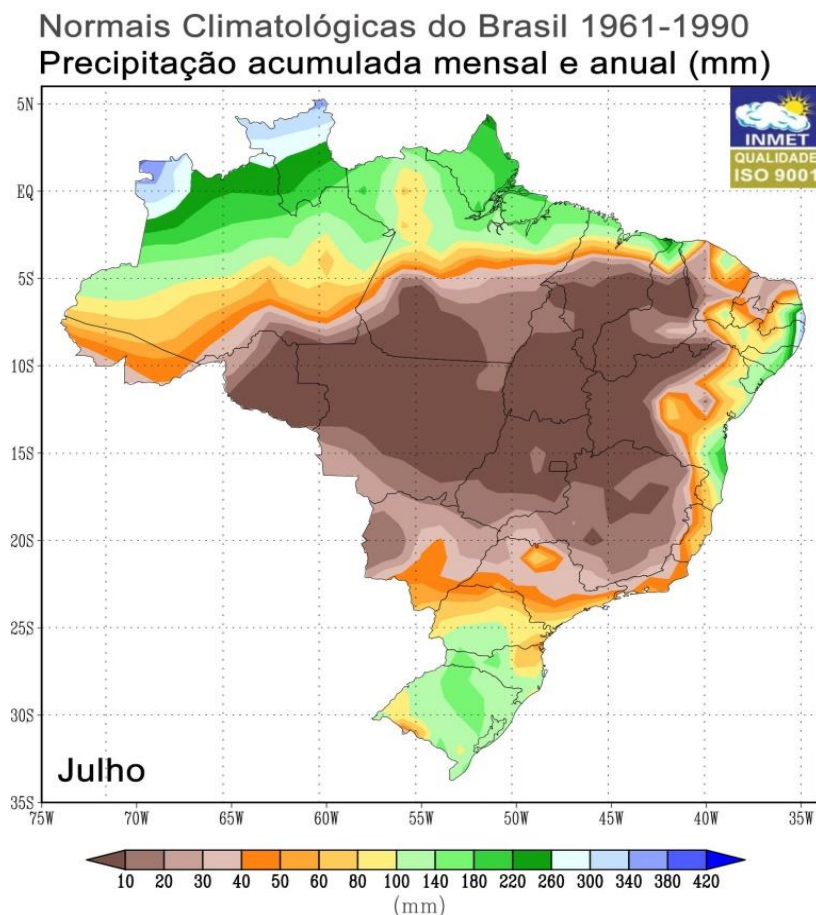 Normais Climatológicas do Brasil 1961-1990
Precipitação acumulada mensal e anual (mm)
INMET
QUALIDADE
ISO 9001
5N
EQ
5S
10S
15S
20S
25S
30S
35S
Julho
75W 70W 65W 60W 55W 50W 45W 40W 35W
10 20 30 40 50 60 80 100 140 180 220 260 300 340 380 420
(mm)